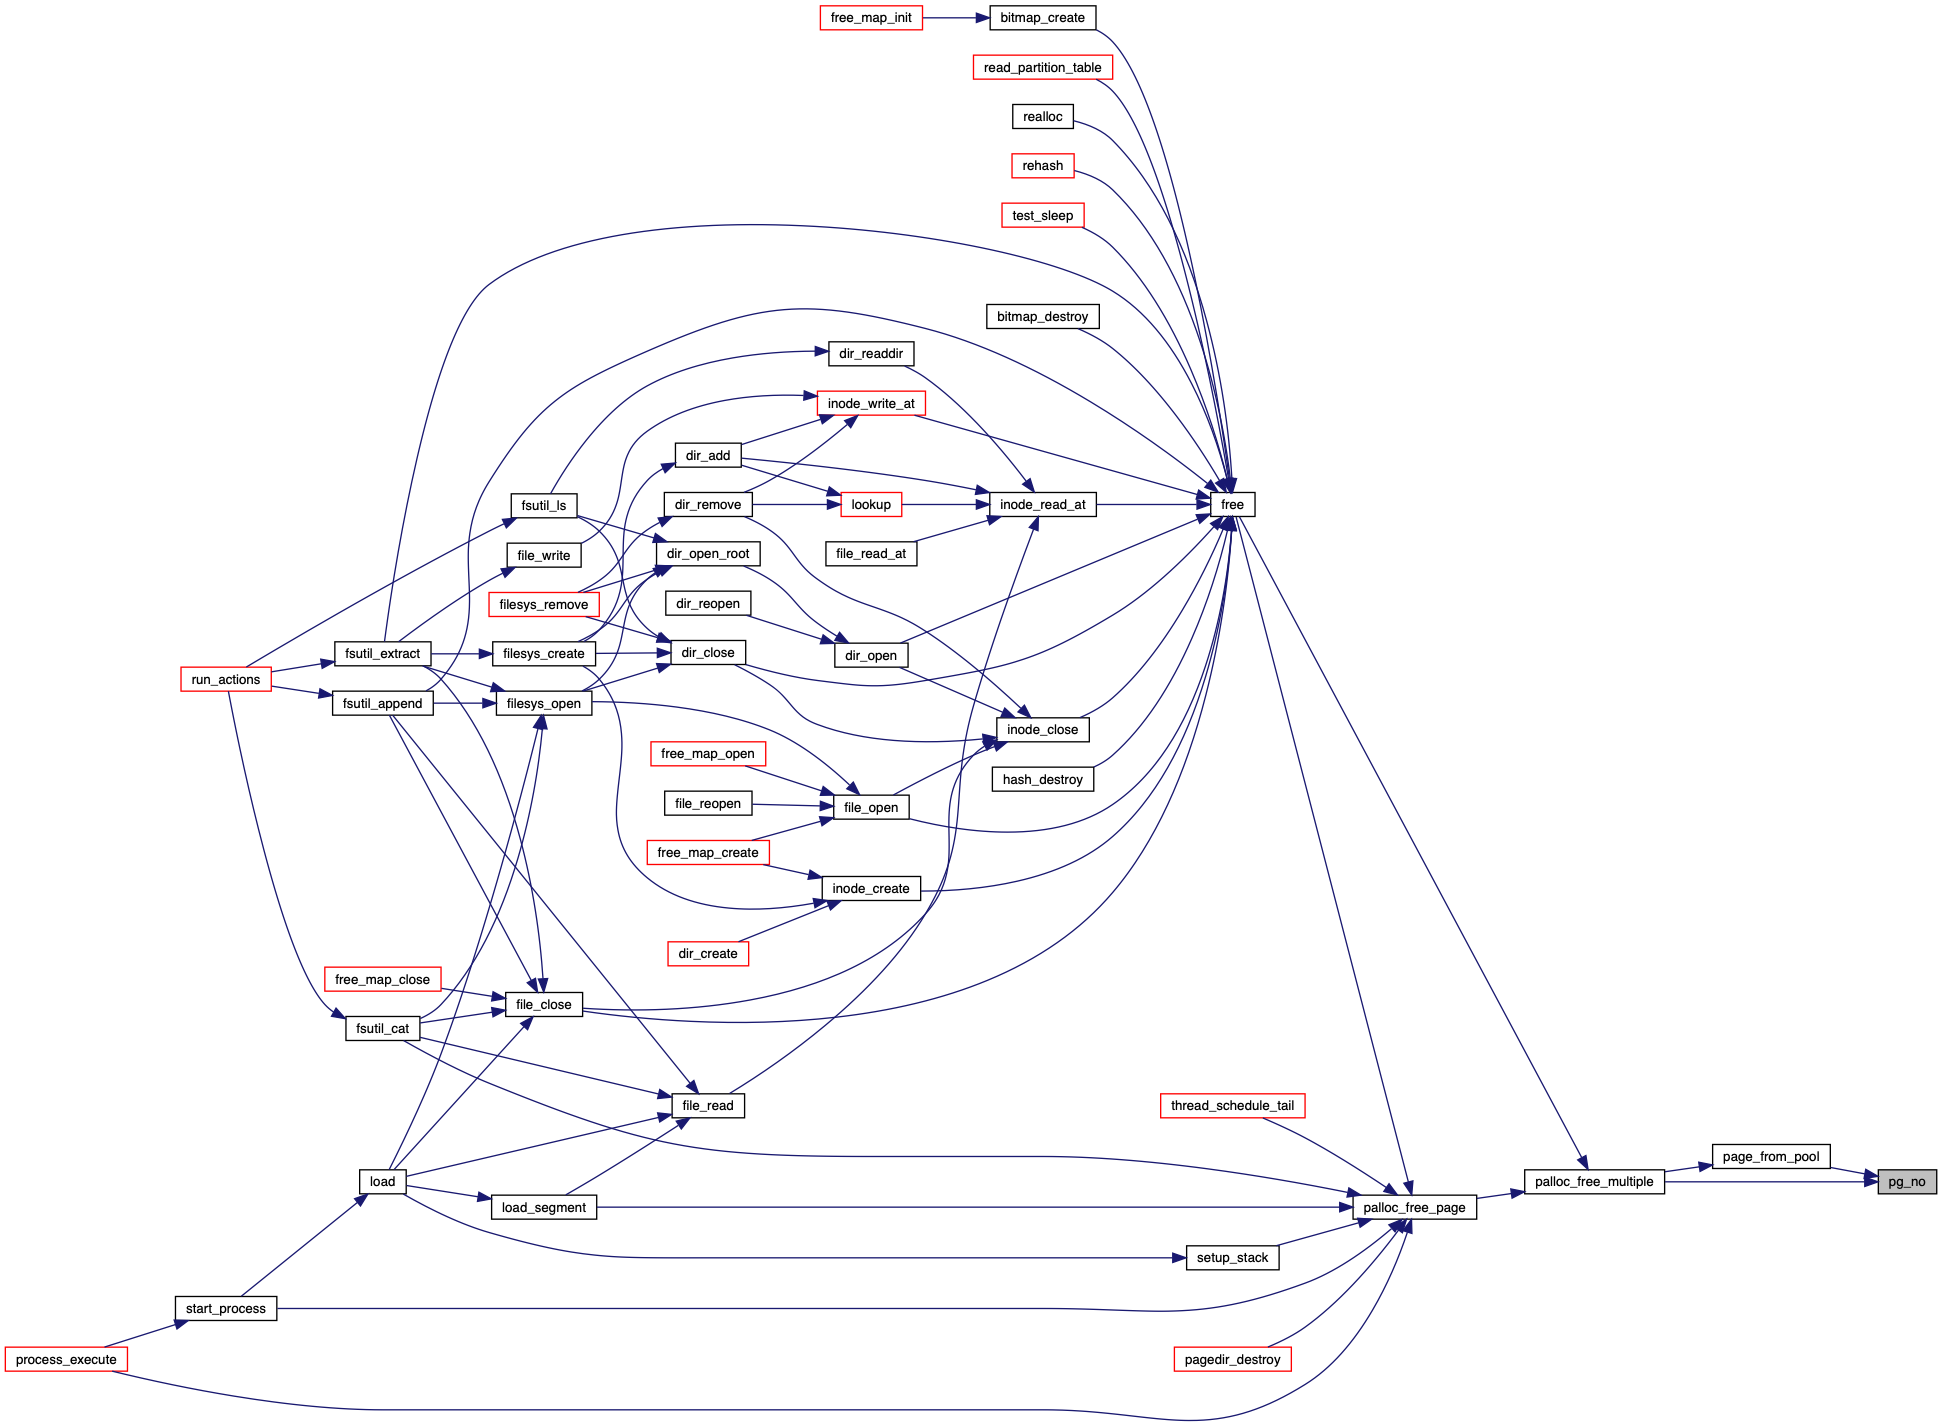 free_map_init
bitmap_create
read_partition_table
realloc
rehash
test_sleep
bitmap_destroy
dir_readdir
inode_write_at
dir_add
fsutil_ls
dir_remove
lookup
inode_read_at
free
file_write
dir_open_root
file_read_at
filesys_remove
dir_reopen
fsutil_extract
filesys_create
dir_close
dir_open
run_actions
fsutil_append
filesys_open
inode_close
free_map_open
hash_destroy
file_reopen
file_open
free_map_create
inode_create
dir_create
free_map_close
file_close
fsutil_cat
file_read
thread_schedule_tail
page_from_pool
load
palloc_free_multiple
pg_no
load_segment
palloc_free_page
setup_stack
start_process
process_execute
pagedir_destroy